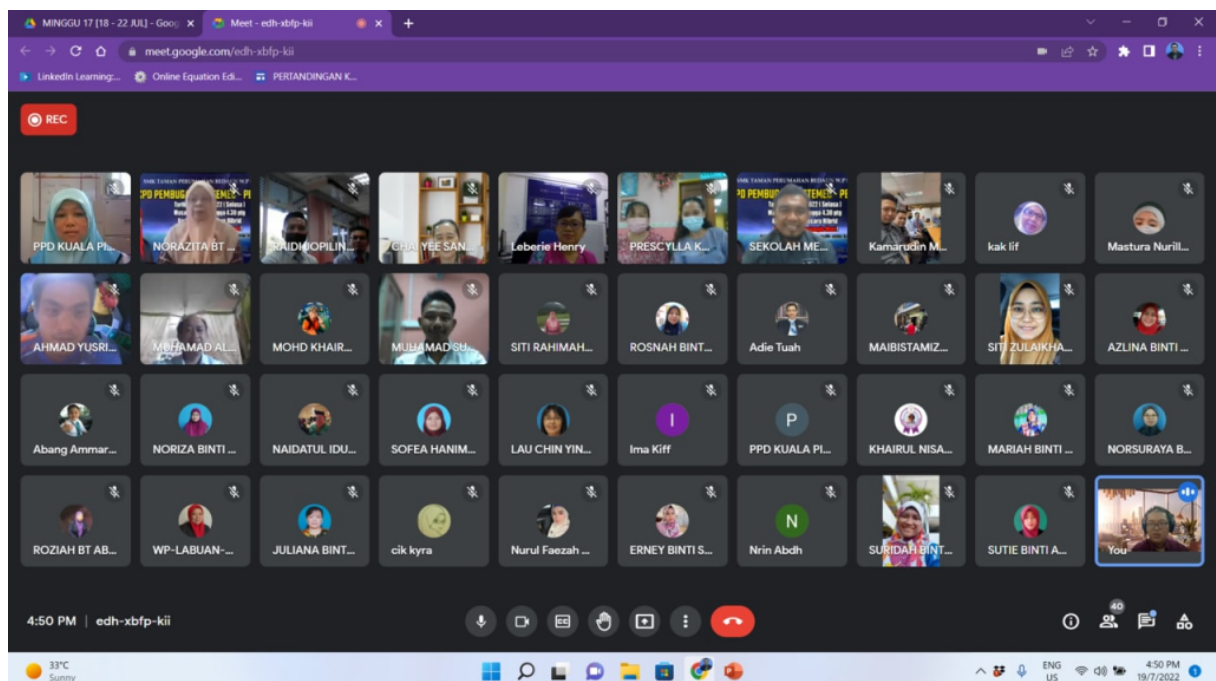 MINGGU 17 [18 - 22 JUL] - Goog
Meet - edh-xbfp-kii
meet.google.com/edh-xbfp-kii
LinkedIn Learning:...
Online Equation Edi...
PERTANDINGAN K...
REC
PPD KUALA PI...
NORAZITA BT ...
RAIDI JOPILIN...
CHAI YEE SAN...
Leberie Henry
PRESCYLLA K...
SEKOLAH ME...
Kamarudin M...
kak lif
Mastura Nurill...
AHMAD YUSRI...
MUHAMAD AL...
MOHD KHAIR...
MUHAMAD SU...
SITI RAHIMAH...
ROSNAH BINT...
Adie Tuah
MAIBISTAMIZ...
SITI ZULAIKHA...
AZLINA BINTI ...
Abang Ammar...
NORIZA BINTI ...
NAIDATUL IDU...
SOFEA HANIM...
LAU CHIN YIN...
I
Ima Kiff
P
PPD KUALA PI...
KHAIRUL NISA...
MARIAH BINTI ...
NORSURAYA B...
ROZIAH BT AB...
WP-LABUAN-...
JULIANA BINT...
cik kyra
Nurul Faezah ...
ERNEY BINTI S...
N
Nrin Abdh
SURIDAH BINT...
SUTIE BINTI A...
You
4:50 PM | edh-xbfp-kii
40
33°C
Sunny
ENG
US
4:50 PM
19/7/2022